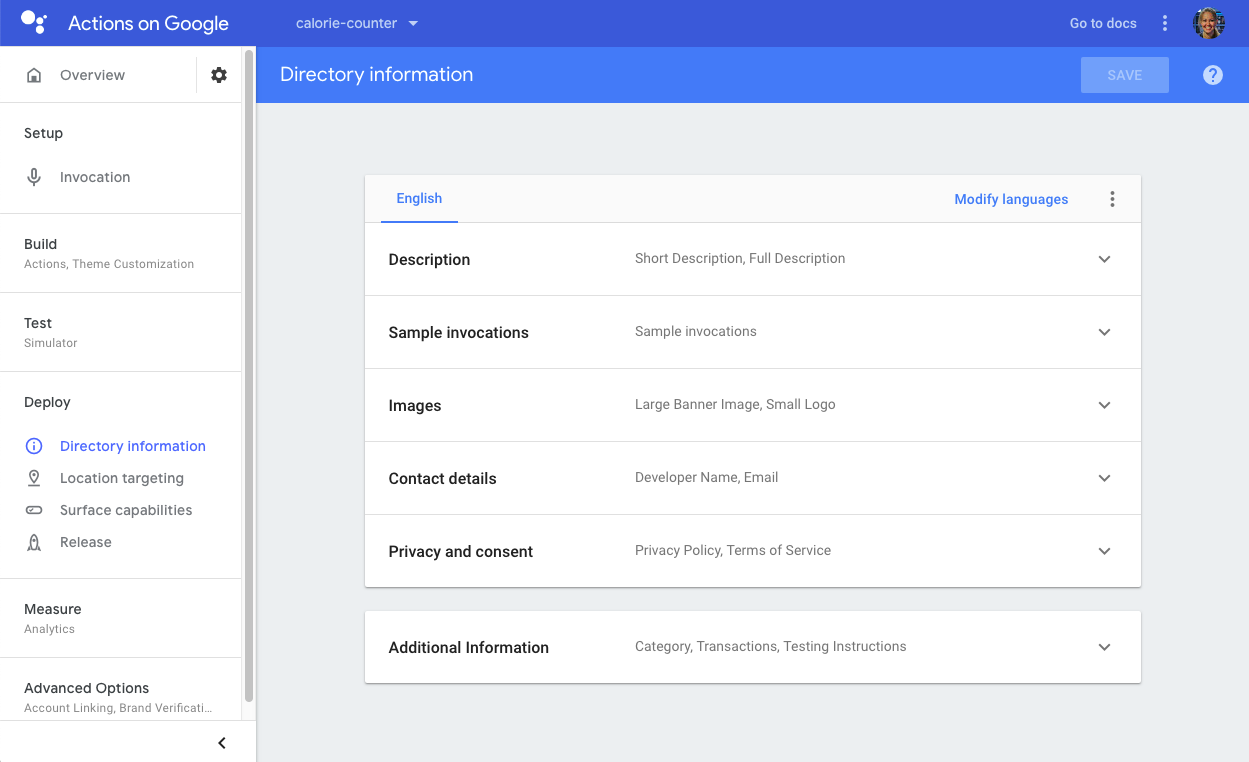 Actions on Google
calorie-counter
Go to docs
Overview
Directory information
SAVE
Setup
Invocation
Build
Actions, Theme Customization
Test
Simulator
Deploy
Directory information
Location targeting
Surface capabilities
Release
Measure
Analytics
Advanced Options
Account Linking, Brand Verificati...
English
Modify languages
Description
Short Description, Full Description
Sample invocations
Sample invocations
Images
Large Banner Image, Small Logo
Contact details
Developer Name, Email
Privacy and consent
Privacy Policy, Terms of Service
Additional Information
Category, Transactions, Testing Instructions